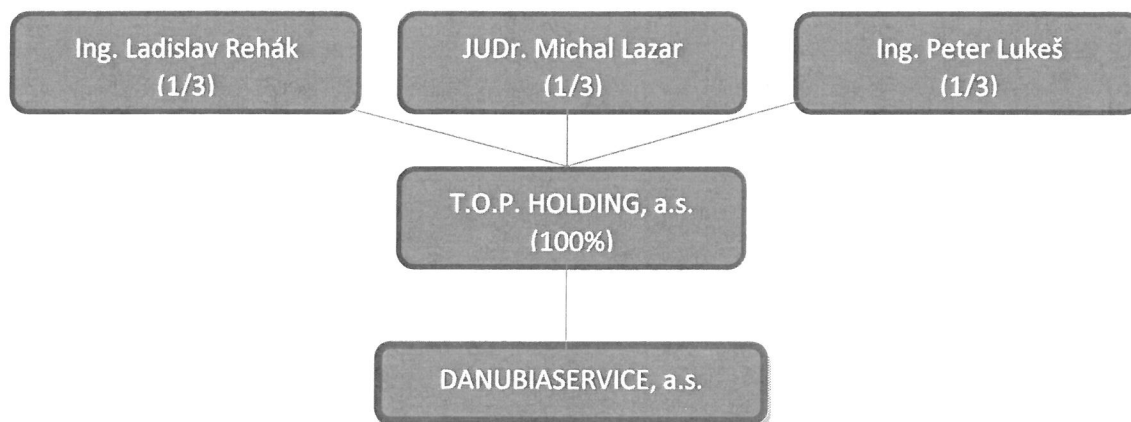 Ing. Ladislav Rehák
(1/3)
JUDr. Michal Lazar
(1/3)
Ing. Peter Lukeš
(1/3)
T.O.P. HOLDING, a.s.
(100%)
DANUBIASERVICE, a.s.